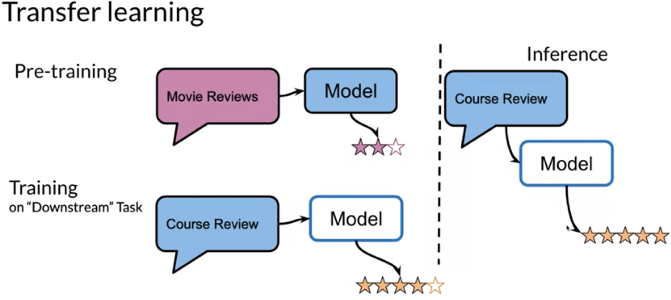 Transfer learning
Pre-training
Movie Reviews
Model
Training
on "Downstream" Task
Course Review
Model
Inference
Course Review
Model